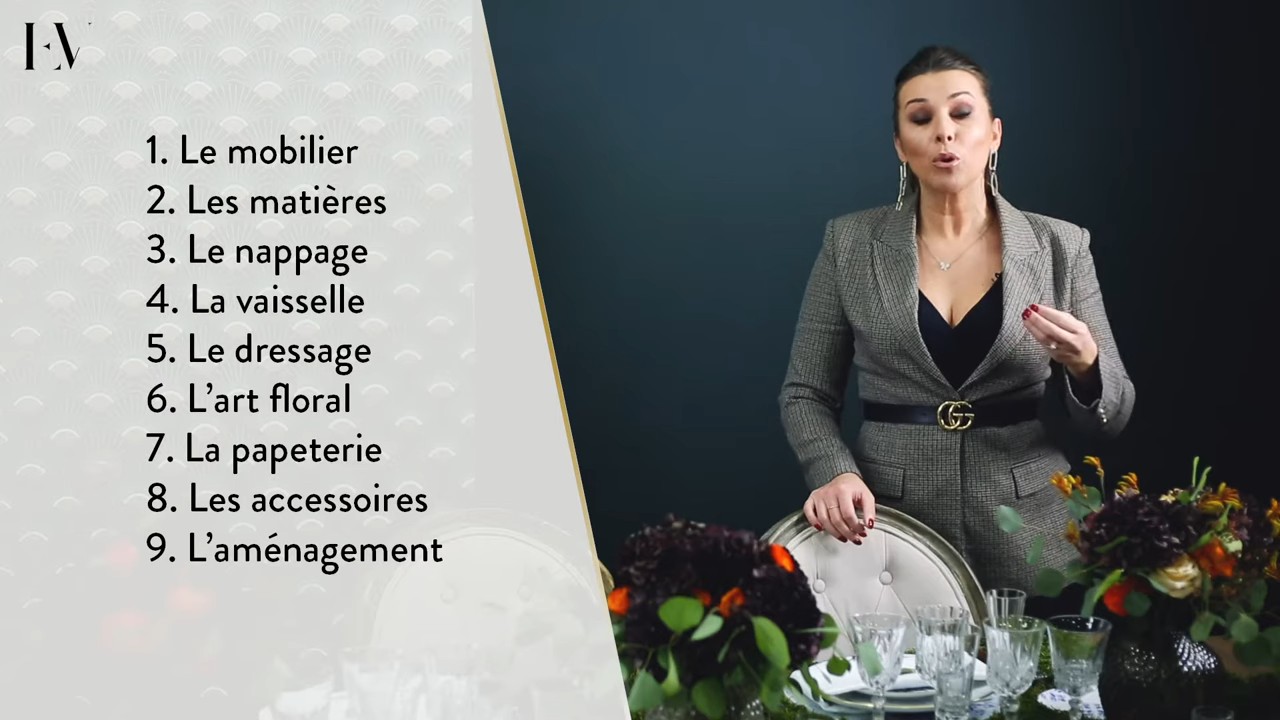 EV
1. Le mobilier
2. Les matières
3. Le nappage
4. La vaisselle
5. Le dressage
6. L’art floral
7. La papeterie
8. Les accessoires
9. L’aménagement